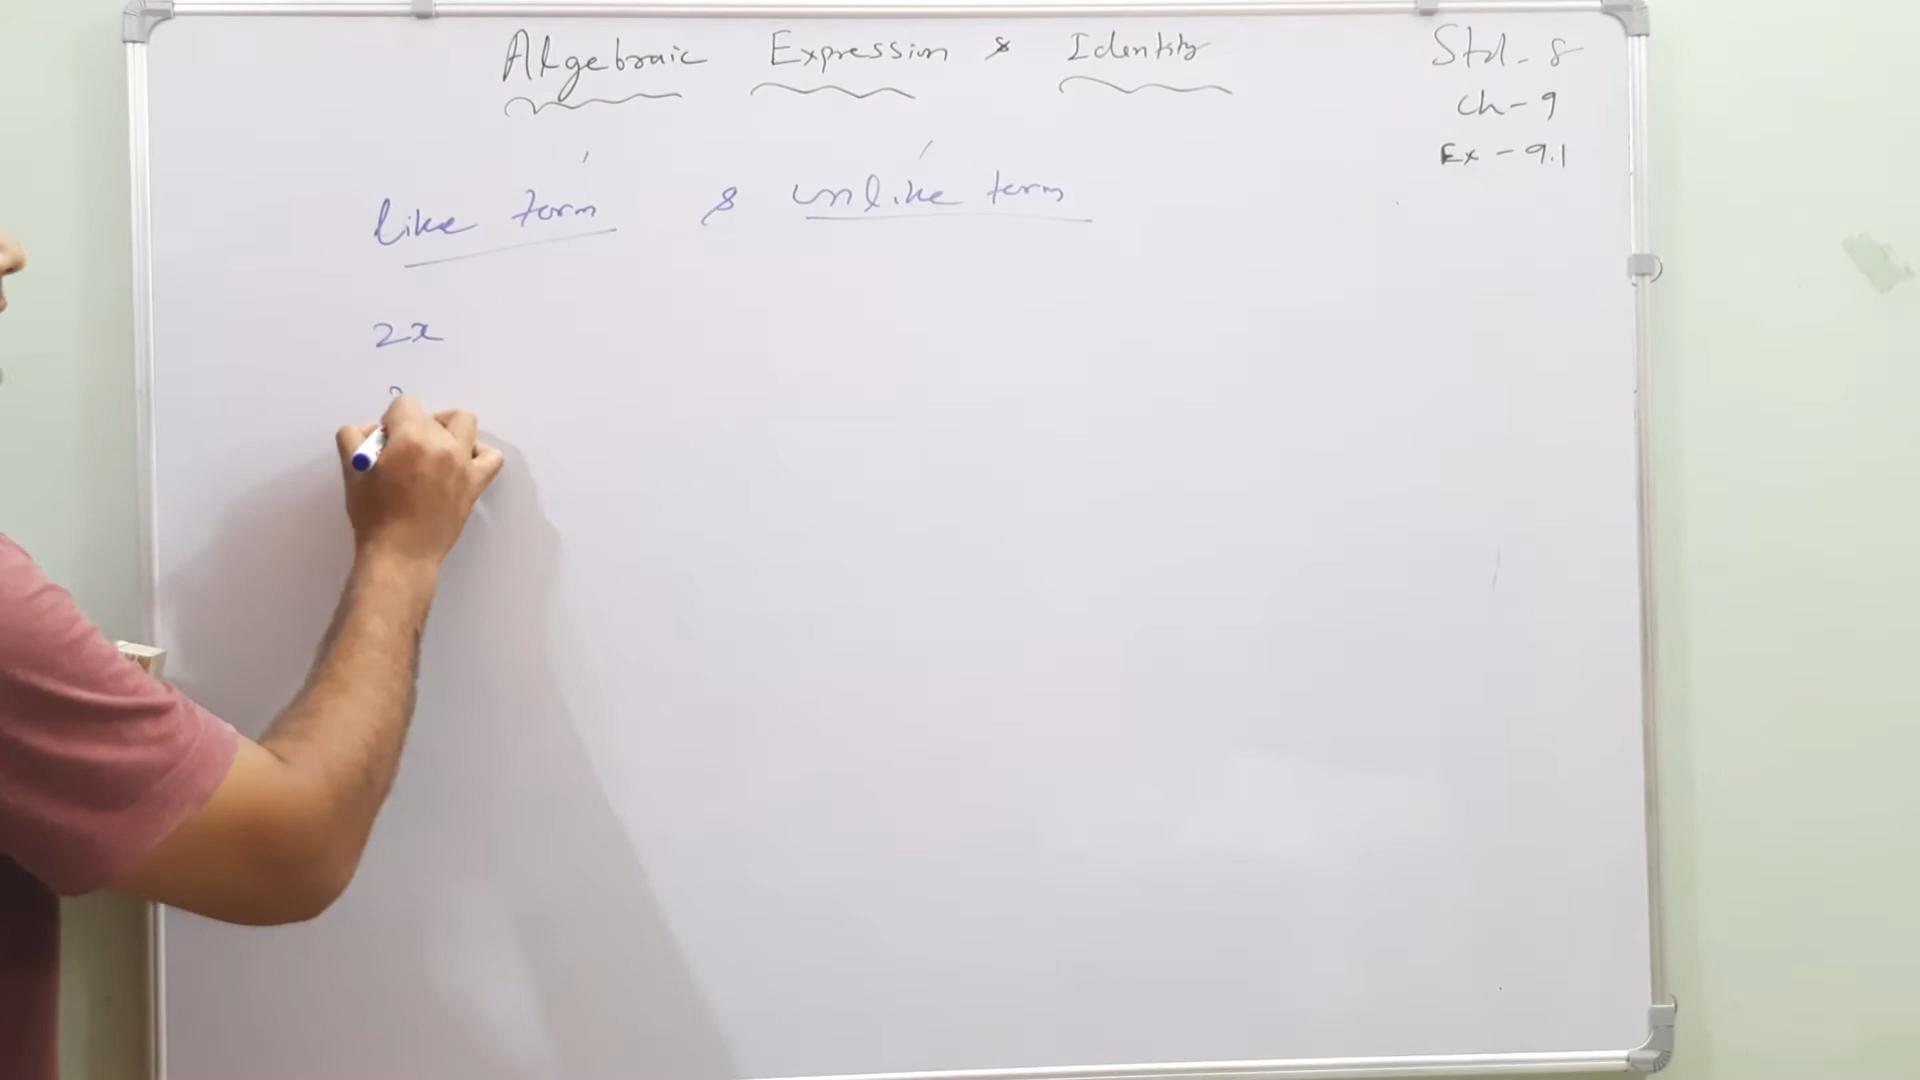 Algebraic Expression & Identity
Std - 8
Ch - 9
Ex - 9.1
like term & unlike term
2x